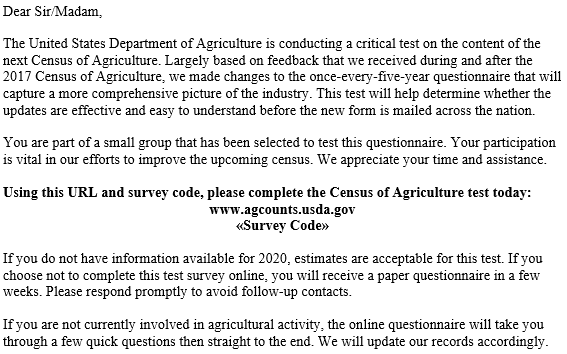 Dear Sir/Madam,
The United States Department of Agriculture is conducting a critical test on the content of the
next Census of Agriculture. Largely based on feedback that we received during and after the
2017 Census of Agriculture, we made changes to the once-every-five-year questionnaire that will
capture a more comprehensive picture of the industry. This test will help determine whether the
updates are effective and easy to understand before the new form is mailed across the nation.
You are part of a small group that has been selected to test this questionnaire. Your participation
is vital in our efforts to improve the upcoming census. We appreciate your time and assistance.
Using this URL and survey code, please complete the Census of Agriculture test today:
www.agcounts.usda.gov
«Survey Code»
If you do not have information available for 2020, estimates are acceptable for this test. If you
choose not to complete this test survey online, you will receive a paper questionnaire in a few
weeks. Please respond promptly to avoid follow-up contacts.
If you are not currently involved in agricultural activity, the online questionnaire will take you
through a few quick questions then straight to the end. We will update our records accordingly.